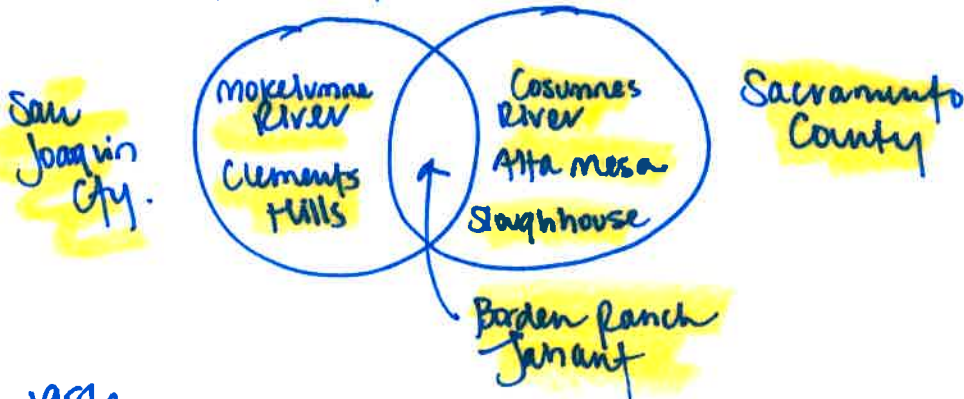 San
Joaquin
Cty.
Mokelumne
River
Clements
Hills
Cosumnes
River
Alta Mesa
Sloughhouse
Sacramento
County
Borden Ranch
Jahant